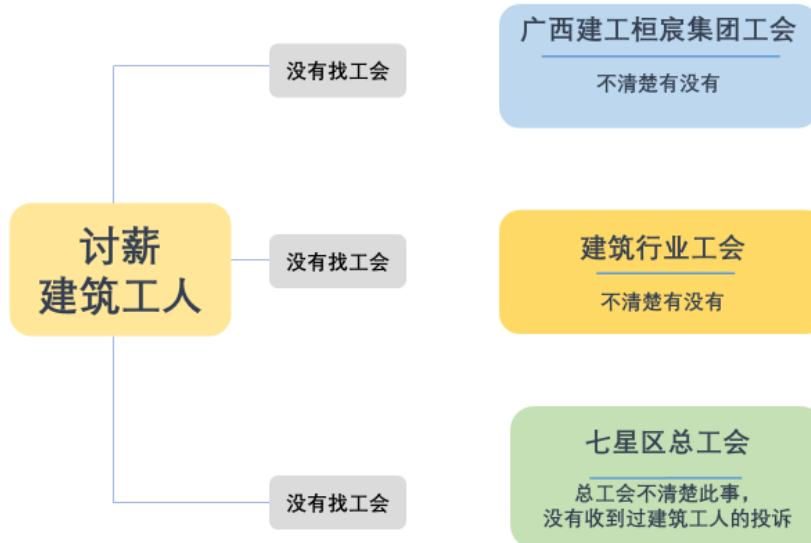 没有找工会
广西建工桓宸集团工会
不清楚有没有
讨薪
建筑工人
没有找工会
建筑行业工会
不清楚有没有
没有找工会
七星区总工会
总工会不清楚此事，
没有收到过建筑工人的投诉